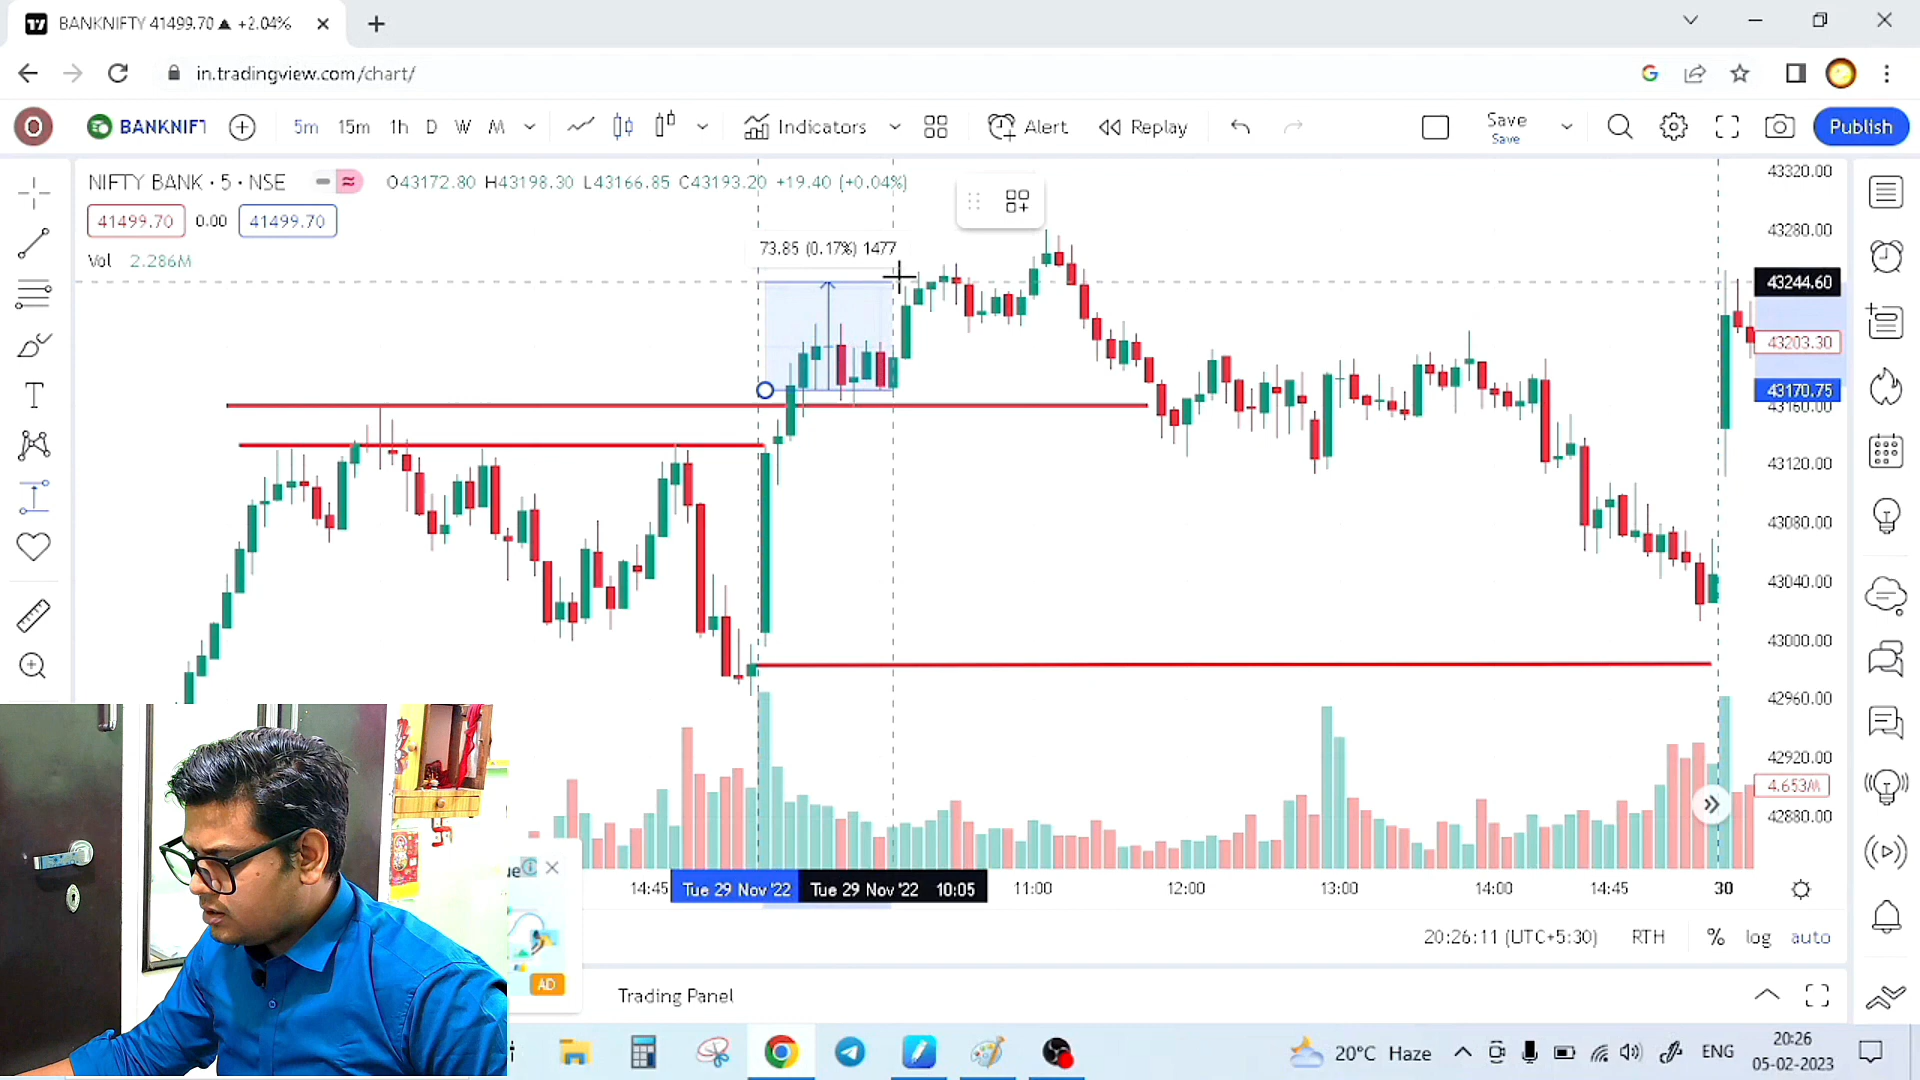 BANKNIFTY 41499.70 ▲ +2.04%
in.tradingview.com/chart/
BANKNIFT 5m 15m 1h D W M Indicators Alert Replay Save Publish
Save
NIFTY BANK · 5 · NSE O43172.80 H43198.30 L43166.85 C43193.20 +19.40 (+0.04%)
41499.70 0.00 41499.70
Vol 2.286M
73.85 (0.17%) 1477
43320.00
43280.00
43244.60
43203.30
43170.75
43160.00
43120.00
43080.00
43040.00
43000.00
42960.00
42920.00
4.653M
42880.00
14:45 Tue 29 Nov '22 Tue 29 Nov '22 10:05 11:00 12:00 13:00 14:00 14:45 30
20:26:11 (UTC+5:30) RTH % log auto
AD
Trading Panel
20°C Haze ENG 20:26
05-02-2023